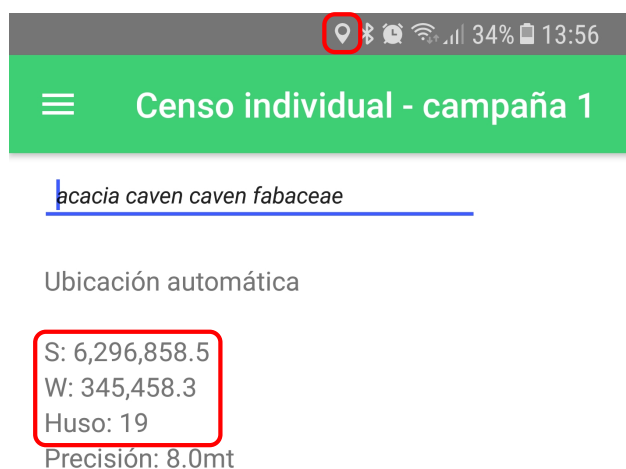 34% 13:56
Censo individual - campaña 1
acacia caven caven fabaceae
Ubicación automática
S: 6,296,858.5
W: 345,458.3
Huso: 19
Precisión: 8.0mt